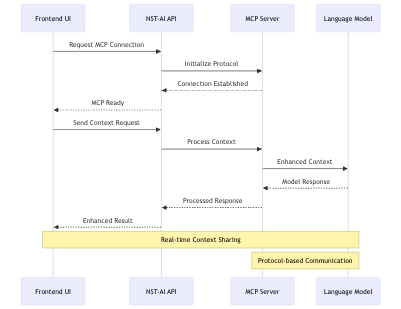 Frontend UI
NST-AI API
MCP Server
Language Model
Request MCP Connection
Initialize Protocol
Connection Established
MCP Ready
Send Context Request
Process Context
Enhanced Context
Model Response
Processed Response
Enhanced Result
Real-time Context Sharing
Protocol-based Communication
Frontend UI
NST-AI API
MCP Server
Language Model